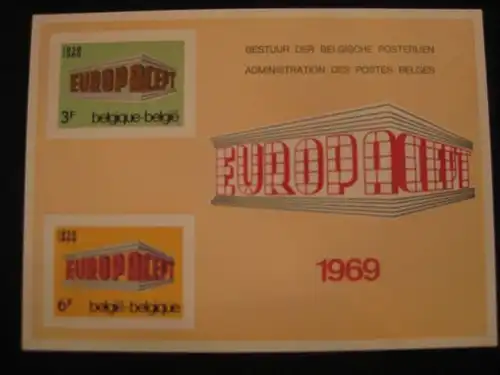 1959
1969
EUROPA CEPT
3F
belgique-belgië
BESTUUR DER BELGISCHE POSTERIJEN
ADMINISTRATION DES POSTES BELGES
EUROPA CEPT
1969
EUROPA CEPT
6F
belgië-belgique